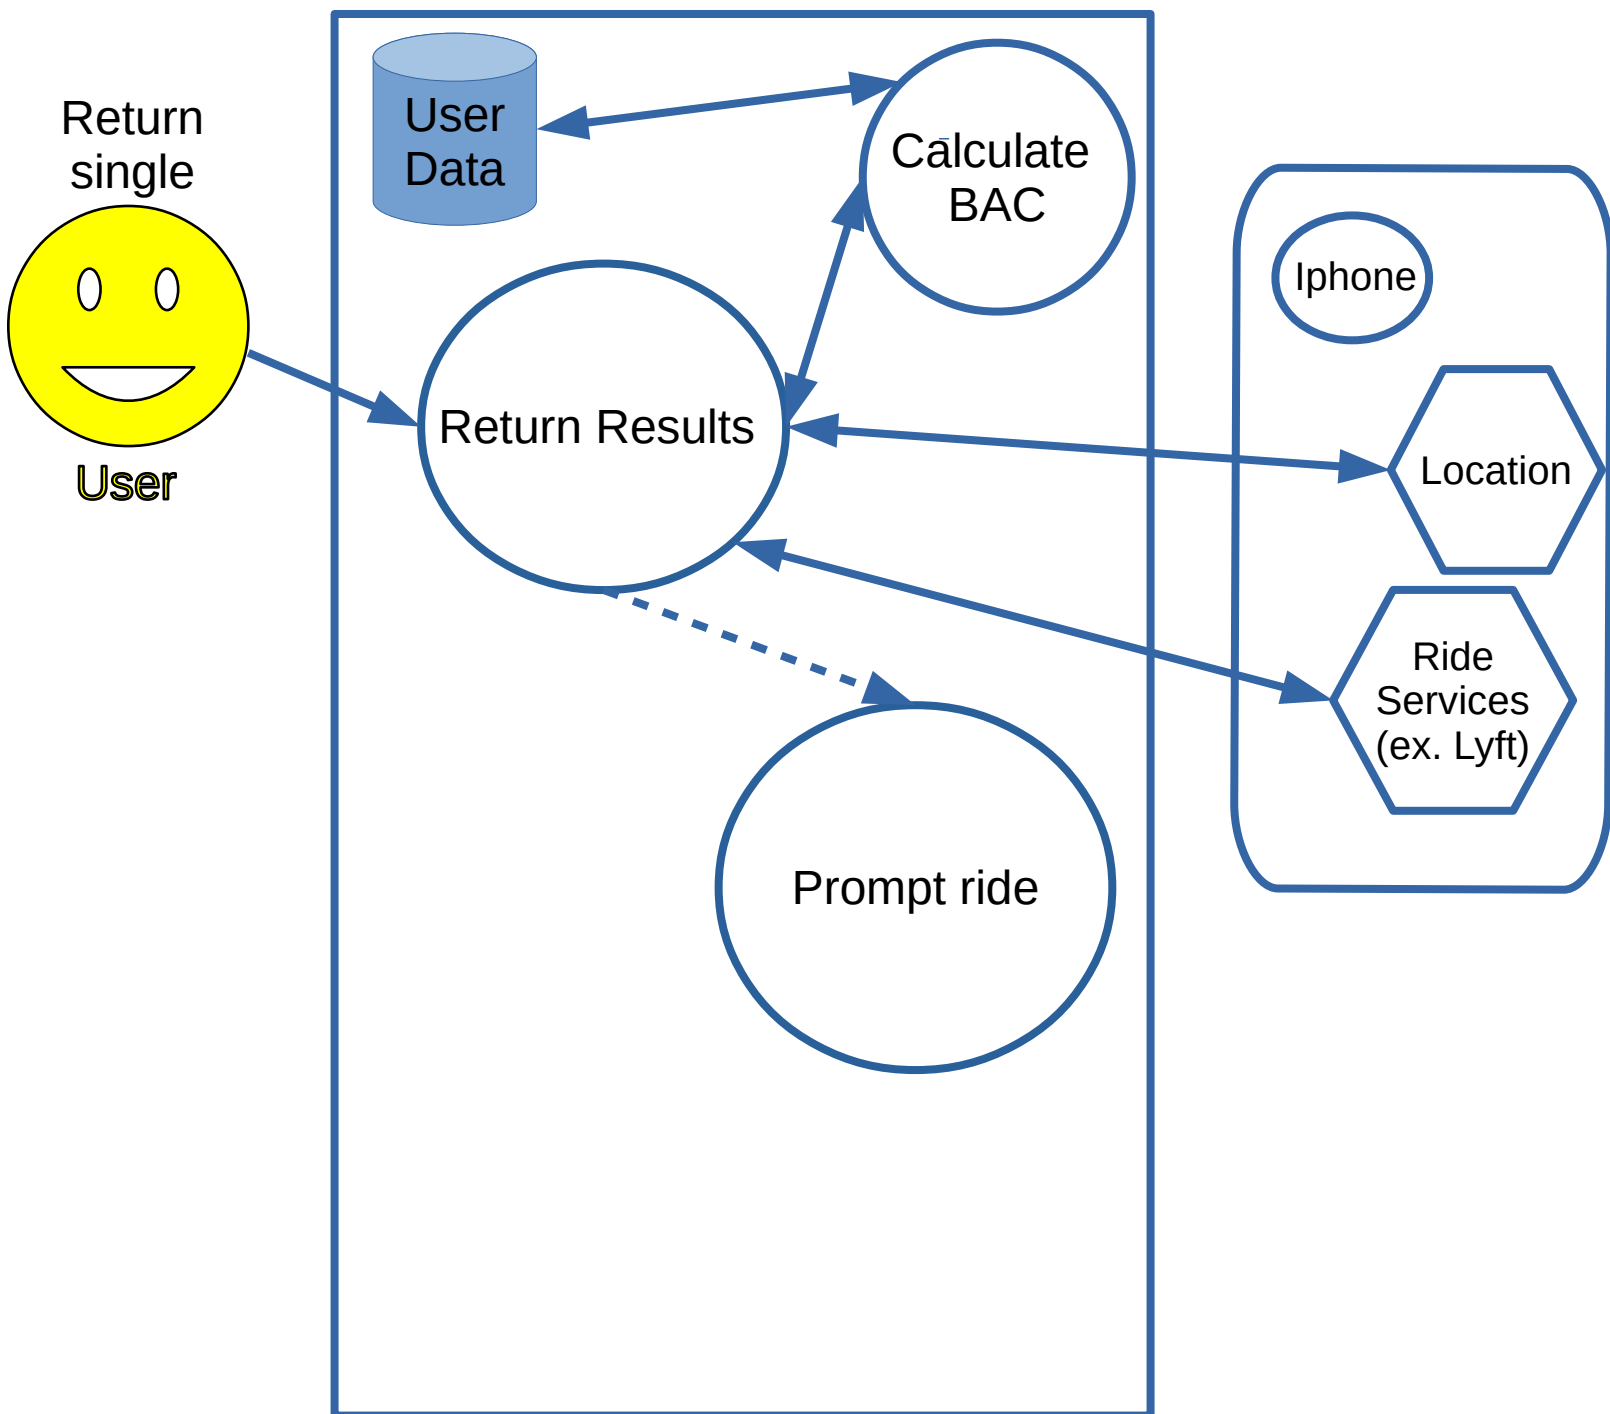 Return
single
User
User
Data
Calculate
BAC
Return Results
Prompt ride
Iphone
Location
Ride
Services
(ex. Lyft)